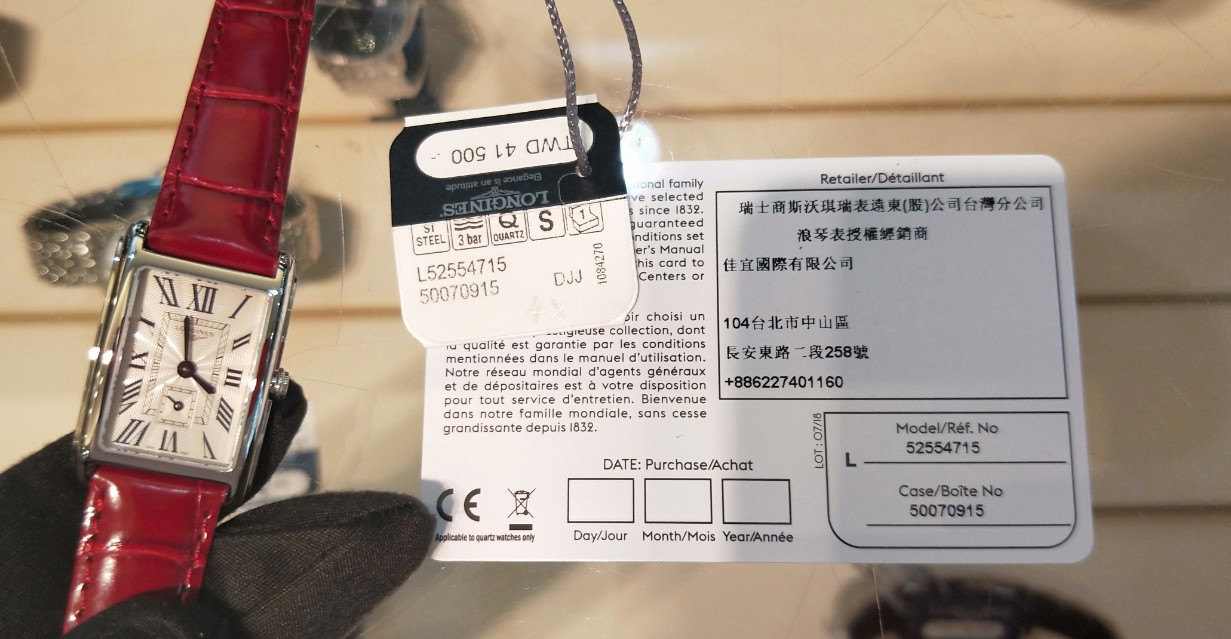 XII
I
II
III
LONGINES
TWD 41 500.-
Elegance is an attitude
LONGINES
ST STEEL
3 bar
Q
QUARTZ
S
1
L52554715
50070915
DJJ
1084270
onal family
ve selected
s since 1832.
guaranteed
nditions set
er's Manual
his card to
Centers or
oir choisi un
stigieuse collection, dont
la qualité est garantie par les conditions
mentionnées dans le manuel d'utilisation.
Notre réseau mondial d'agents généraux
et de dépositaires est à votre disposition
pour tout service d'entretien. Bienvenue
dans notre famille mondiale, sans cesse
grandissante depuis 1832.
CE
Applicable to quartz watches only
DATE: Purchase/Achat
Day/Jour Month/Mois Year/Année
Retailer/Détaillant
瑞士商斯沃琪瑞表遠東(股)公司台灣分公司
浪琴表授權經銷商
佳宜國際有限公司
104台北市中山區
長安東路二段258號
+886227401160
LOT : 07/18
Model/Réf. No
L 52554715
Case/Boîte No
50070915